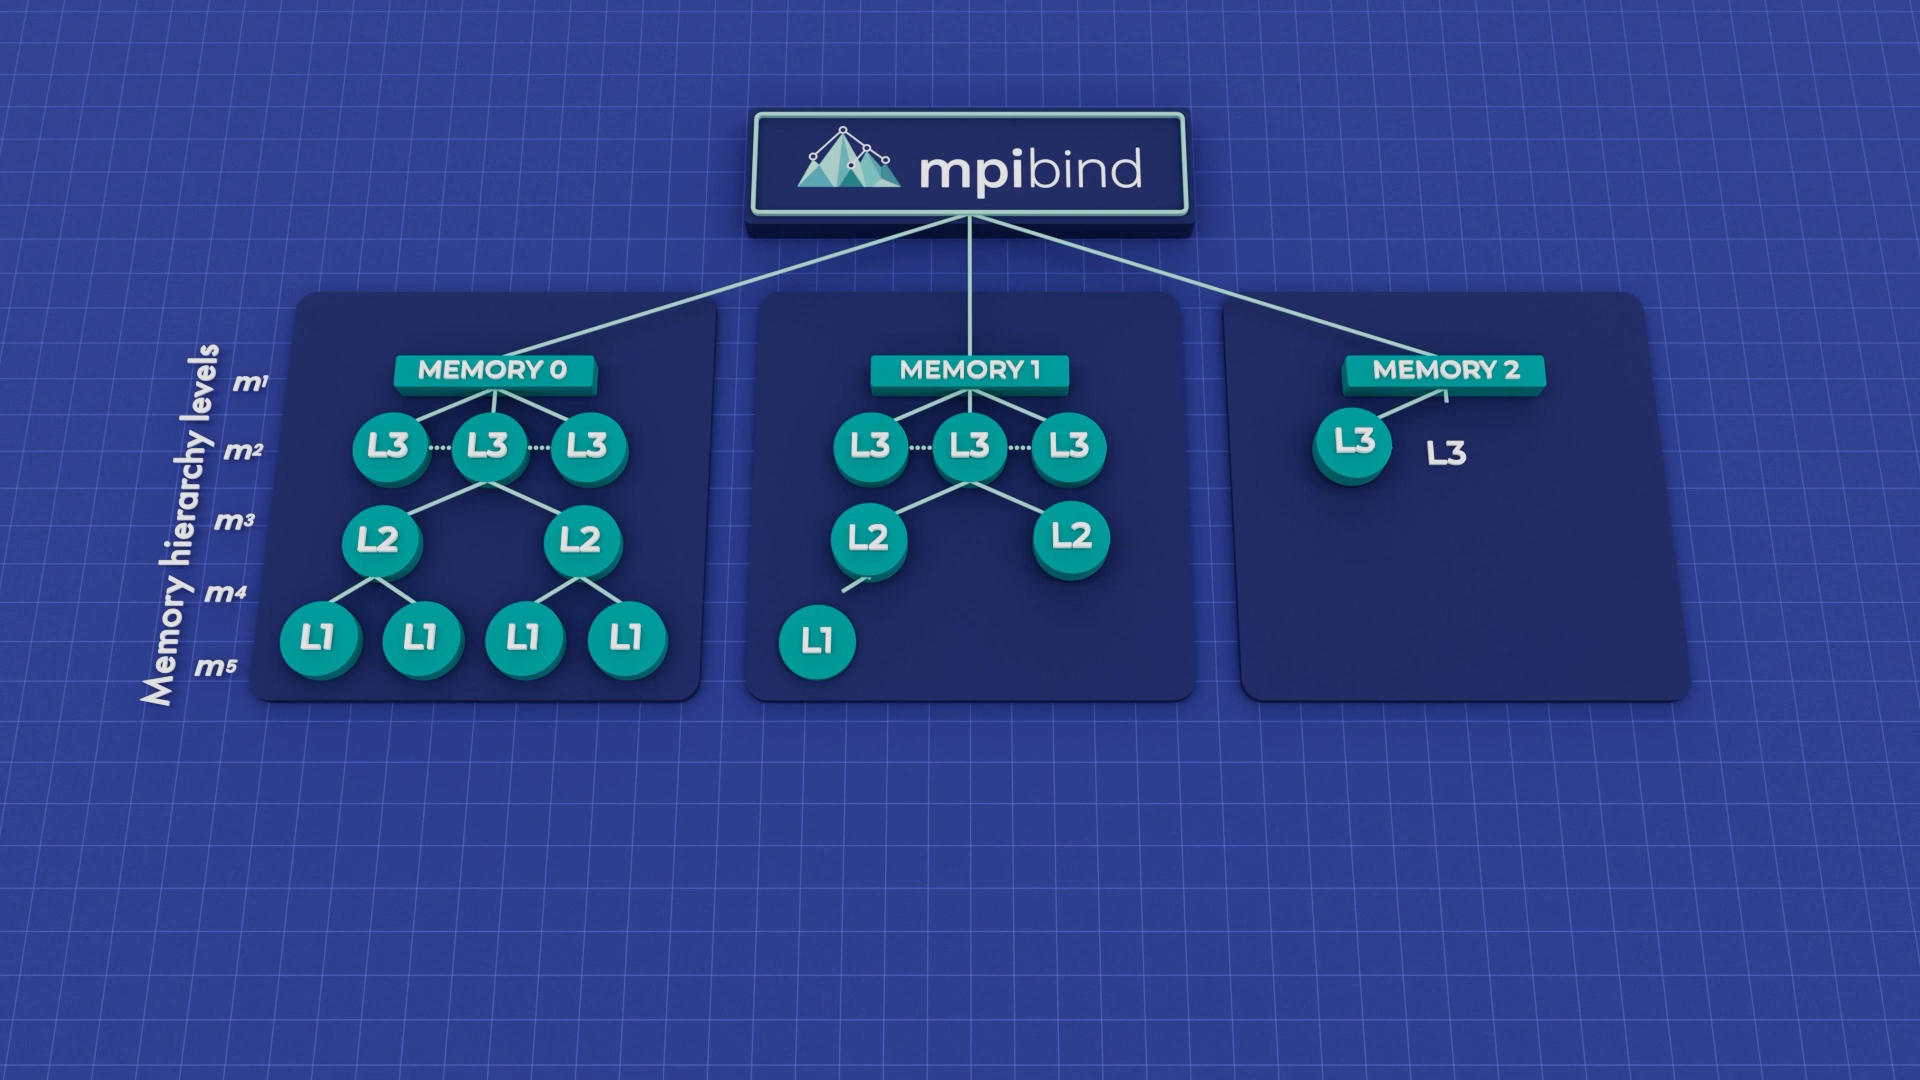 mpibind
Memory hierarchy levels
m1
MEMORY 0
MEMORY 1
MEMORY 2
m2
L3 L3 L3
L3 L3 L3
L3 L3
m3
L2 L2
L2 L2
m4
L1 L1 L1 L1
L1
m5